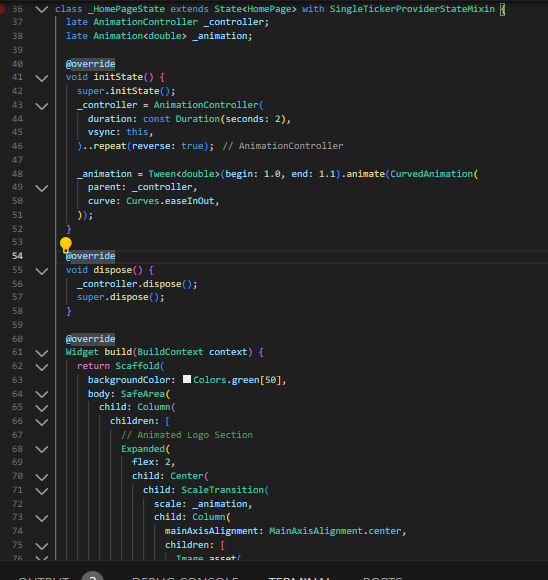 36 class _HomePageState extends State<HomePage> with SingleTickerProviderStateMixin {
37 late AnimationController _controller;
38 late Animation<double> _animation;
39
40 @override
41 void initState() {
42 super.initState();
43 _controller = AnimationController(
44 duration: const Duration(seconds: 2),
45 vsync: this,
46 )..repeat(reverse: true); // AnimationController
47
48 _animation = Tween<double>(begin: 1.0, end: 1.1).animate(CurvedAnimation(
49 parent: _controller,
50 curve: Curves.easeInOut,
51 ));
52 }
53
54 @override
55 void dispose() {
56 _controller.dispose();
57 super.dispose();
58 }
59
60 @override
61 Widget build(BuildContext context) {
62 return Scaffold(
63 backgroundColor: Colors.green[50],
64 body: SafeArea(
65 child: Column(
66 children: [
67 // Animated Logo Section
68 Expanded(
69 flex: 2,
70 child: Center(
71 child: ScaleTransition(
72 scale: _animation,
73 child: Column(
74 mainAxisAlignment: MainAxisAlignment.center,
75 children: [
76 Image.asset(
OUTPUT 2 DEBUG CONSOLE TERMINAL PORTS